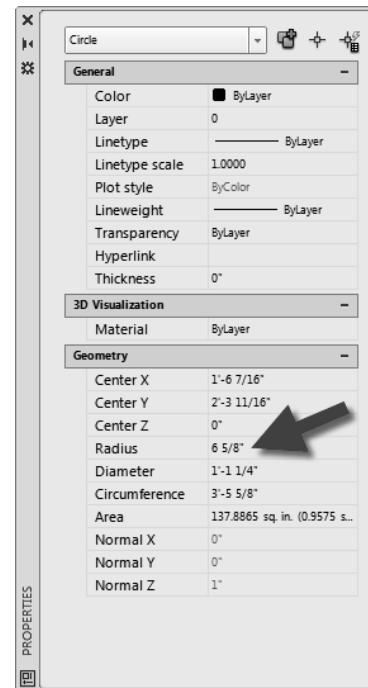 Circle
General
Color ByLayer
Layer 0
Linetype ByLayer
Linetype scale 1.0000
Plot style ByColor
Lineweight ByLayer
Transparency ByLayer
Hyperlink
Thickness 0"
3D Visualization
Material ByLayer
Geometry
Center X 1'-6 7/16"
Center Y 2'-3 11/16"
Center Z 0"
Radius 6 5/8"
Diameter 1'-1 1/4"
Circumference 3'-5 5/8"
Area 137.8865 sq. in. (0.9575 s...
Normal X 0"
Normal Y 0"
Normal Z 1"
PROPERTIES